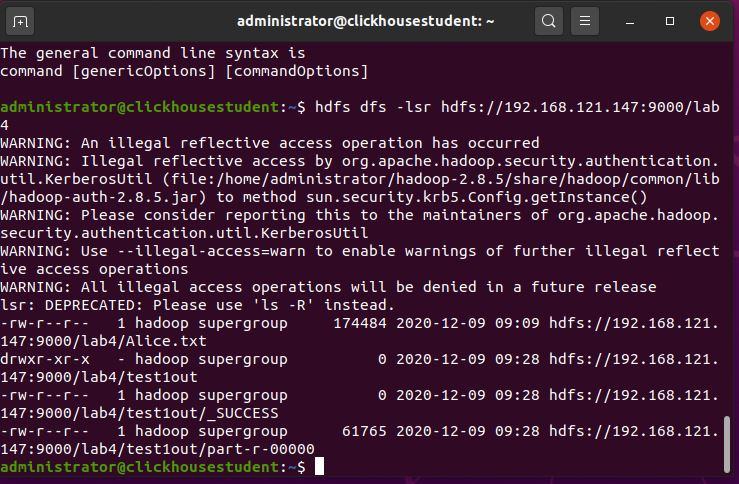 administrator@clickhousestudent: ~
The general command line syntax is
command [genericOptions] [commandOptions]
administrator@clickhousestudent:~$ hdfs dfs -lsr hdfs://192.168.121.147:9000/lab
4
WARNING: An illegal reflective access operation has occurred
WARNING: Illegal reflective access by org.apache.hadoop.security.authentication.
util.KerberosUtil (file:/home/administrator/hadoop-2.8.5/share/hadoop/common/lib
/hadoop-auth-2.8.5.jar) to method sun.security.krb5.Config.getInstance()
WARNING: Please consider reporting this to the maintainers of org.apache.hadoop.
security.authentication.util.KerberosUtil
WARNING: Use --illegal-access=warn to enable warnings of further illegal reflect
ive access operations
WARNING: All illegal access operations will be denied in a future release
lsr: DEPRECATED: Please use 'ls -R' instead.
-rw-r--r--   1 hadoop supergroup     174484 2020-12-09 09:09 hdfs://192.168.121.
147:9000/lab4/Alice.txt
drwxr-xr-x   - hadoop supergroup          0 2020-12-09 09:28 hdfs://192.168.121.
147:9000/lab4/test1out
-rw-r--r--   1 hadoop supergroup          0 2020-12-09 09:28 hdfs://192.168.121.
147:9000/lab4/test1out/_SUCCESS
-rw-r--r--   1 hadoop supergroup      61765 2020-12-09 09:28 hdfs://192.168.121.
147:9000/lab4/test1out/part-r-00000
administrator@clickhousestudent:~$